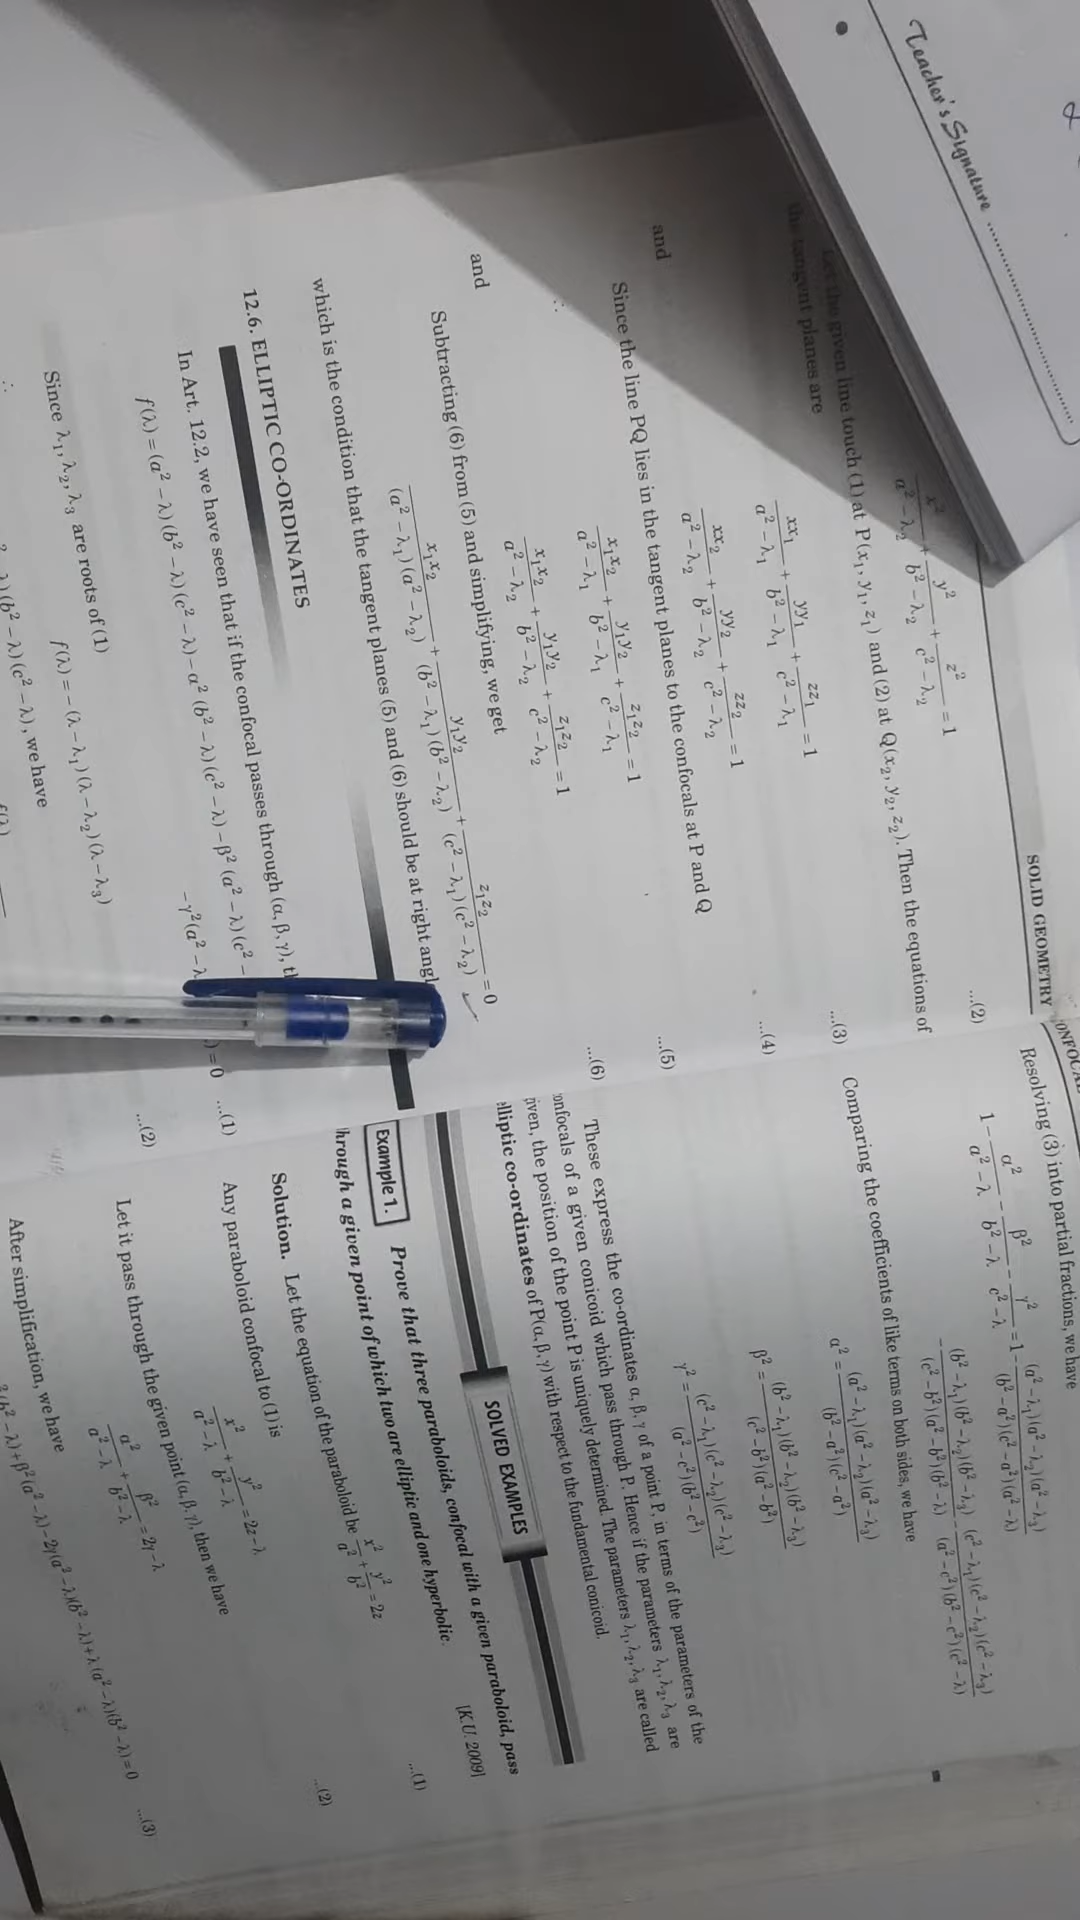 Teacher's Signature ..........................
SOLID GEOMETRY
x²/(a² – λ₂) + y²/(b² – λ₂) + z²/(c² – λ₂) = 1 ...(2)
Let the given line touch (1) at P(x₁, y₁, z₁) and (2) at Q(x₂, y₂, z₂). Then the equations of
the tangent planes are
xx₁/(a² – λ₁) + yy₁/(b² – λ₁) + zz₁/(c² – λ₁) = 1 ...(3)
and xx₂/(a² – λ₂) + yy₂/(b² – λ₂) + zz₂/(c² – λ₂) = 1 ...(4)
Since the line PQ lies in the tangent planes to the confocals at P and Q
∴ x₁x₂/(a² – λ₁) + y₁y₂/(b² – λ₁) + z₁z₂/(c² – λ₁) = 1 ...(5)
and x₁x₂/(a² – λ₂) + y₁y₂/(b² – λ₂) + z₁z₂/(c² – λ₂) = 1 ...(6)
Subtracting (6) from (5) and simplifying, we get
x₁x₂/((a² – λ₁)(a² – λ₂)) + y₁y₂/((b² – λ₁)(b² – λ₂)) + z₁z₂/((c² – λ₁)(c² – λ₂)) = 0
which is the condition that the tangent planes (5) and (6) should be at right angl
12.6. ELLIPTIC CO-ORDINATES
In Art. 12.2, we have seen that if the confocal passes through (α, β, γ), t
f(λ) = (a² – λ)(b² – λ)(c² – λ) – α²(b² – λ)(c² – λ) – β²(a² – λ)(c² –
– γ²(a² – λ ) = 0 ...(1)
Since λ₁, λ₂, λ₃ are roots of (1)
∴ f(λ) = – (λ – λ₁)(λ – λ₂)(λ – λ₃) ...(2)
λ)(b² – λ)(c² – λ), we have
f(λ)
ONFOCA
Resolving (3) into partial fractions, we have
1 – α²/(a² – λ) – β²/(b² – λ) – γ²/(c² – λ) = 1 – (a² – λ₁)(a² – λ₂)(a² – λ₃)/((b² – a²)(c² – a²)(a² – λ))
– (b² – λ₁)(b² – λ₂)(b² – λ₃)/((c² – b²)(a² – b²)(b² – λ)) – (c² – λ₁)(c² – λ₂)(c² – λ₃)/((a² – c²)(b² – c²)(c² – λ))
Comparing the coefficients of like terms on both sides, we have
α² = (a² – λ₁)(a² – λ₂)(a² – λ₃)/((b² – a²)(c² – a²))
β² = (b² – λ₁)(b² – λ₂)(b² – λ₃)/((c² – b²)(a² – b²))
γ² = (c² – λ₁)(c² – λ₂)(c² – λ₃)/((a² – c²)(b² – c²))
These express the co-ordinates α, β, γ of a point P, in terms of the parameters of the
onfocals of a given conicoid which pass through P. Hence if the parameters λ₁, λ₂, λ₃ are
given, the position of the point P is uniquely determined. The parameters λ₁, λ₂, λ₃ are called
elliptic co-ordinates of P(α, β, γ) with respect to the fundamental conicoid.
SOLVED EXAMPLES
Example 1. Prove that three paraboloids, confocal with a given paraboloid, pass
hrough a given point of which two are elliptic and one hyperbolic. [K.U. 2009]
Solution. Let the equation of the paraboloid be x²/a² + y²/b² = 2z ...(1)
Any paraboloid confocal to (1) is
x²/(a² – λ) + y²/(b² – λ) = 2z – λ ...(2)
Let it pass through the given point (α, β, γ), then we have
α²/(a² – λ) + β²/(b² – λ) = 2γ – λ
After simplification, we have
²(b² – λ) + β²(a² – λ) – 2γ(a² – λ)(b² – λ) + λ(a² – λ)(b² – λ) = 0 ...(3)